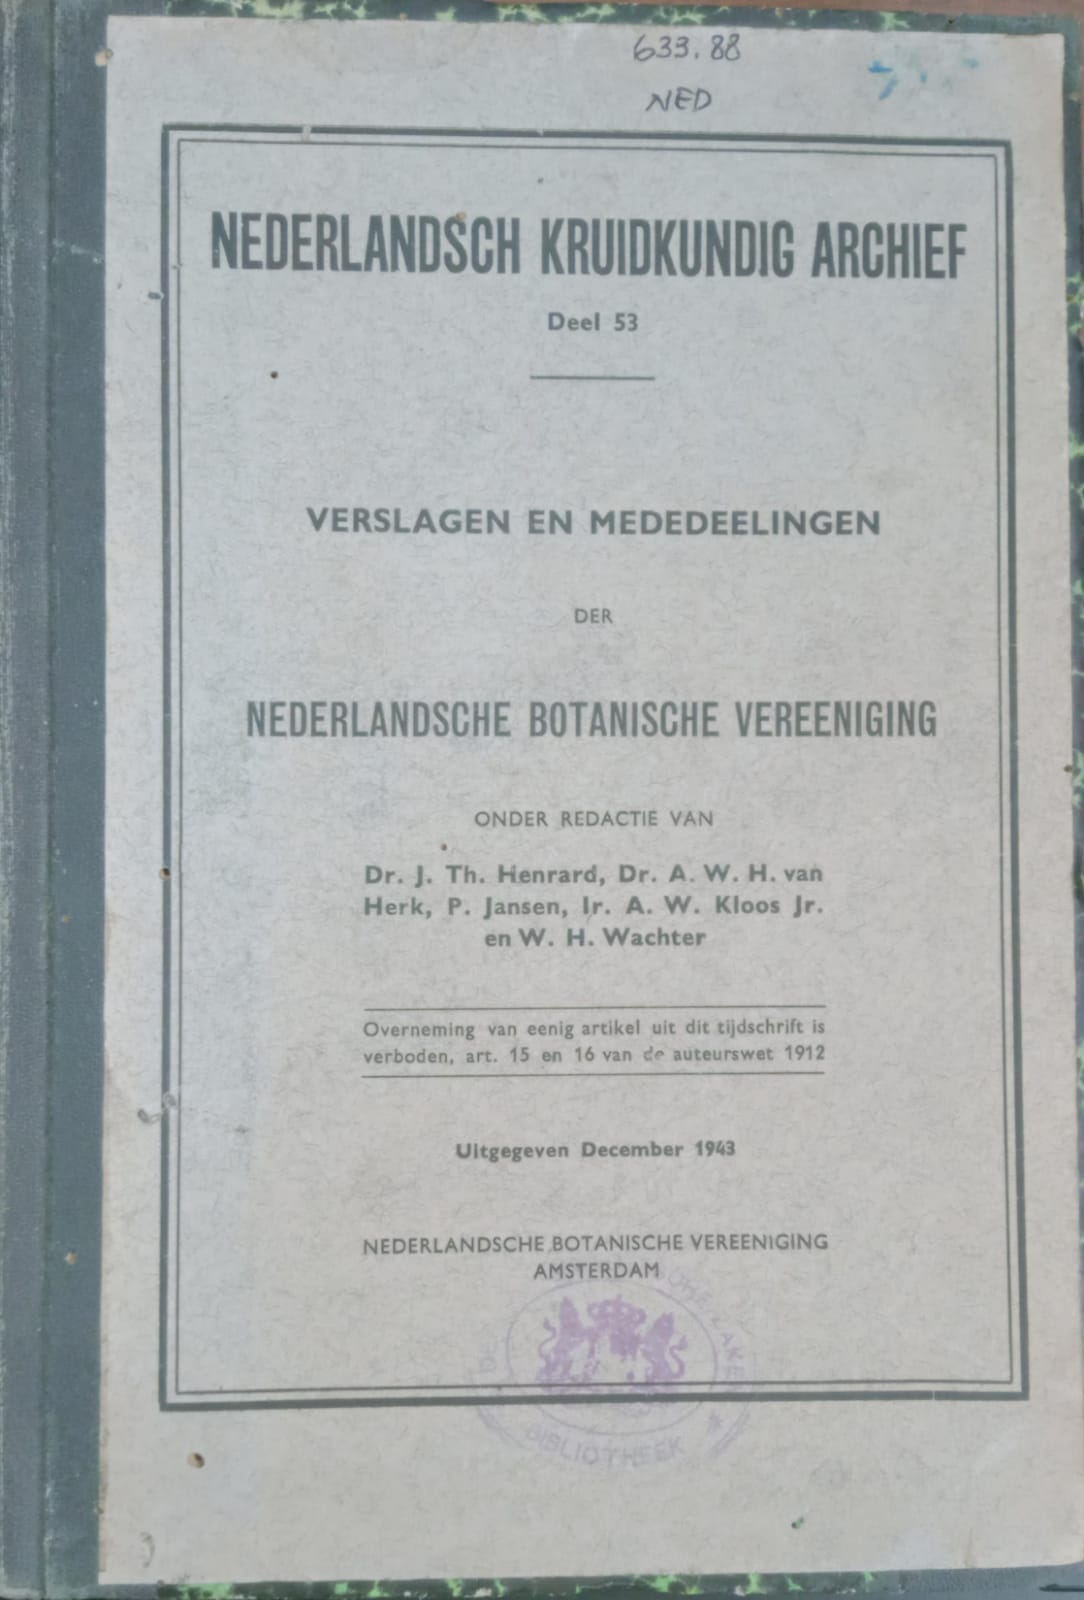 633.88
NED
NEDERLANDSCH KRUIDKUNDIG ARCHIEF
Deel 53
VERSLAGEN EN MEDEDEELINGEN
DER
NEDERLANDSCHE BOTANISCHE VEREENIGING
ONDER REDACTIE VAN
Dr. J. Th. Henrard, Dr. A. W. H. van
Herk, P. Jansen, Ir. A. W. Kloos Jr.
en W. H. Wachter
Overneming van eenig artikel uit dit tijdschrift is
verboden, art. 15 en 16 van de auteurswet 1912
Uitgegeven December 1943
NEDERLANDSCHE BOTANISCHE VEREENIGING
AMSTERDAM
BIBLIOTHEEK